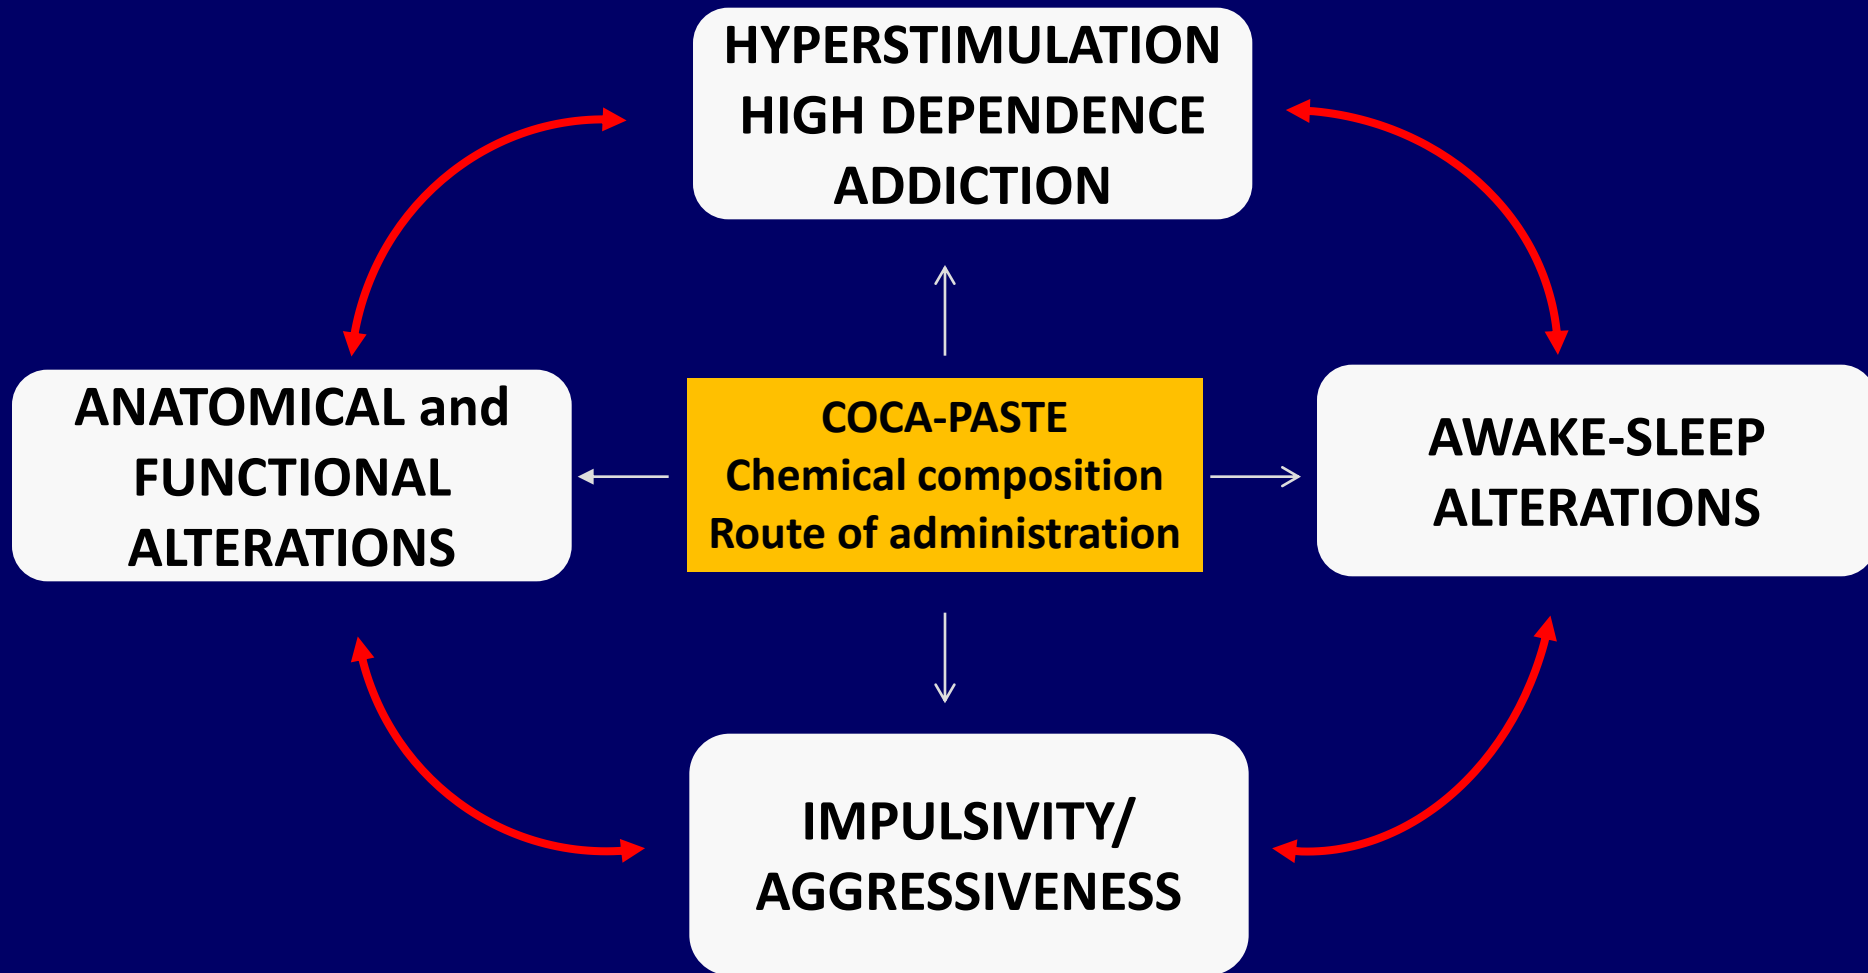 HYPERSTIMULATION
HIGH DEPENDENCE
ADDICTION
ANATOMICAL and
FUNCTIONAL
ALTERATIONS
COCA-PASTE
Chemical composition
Route of administration
AWAKE-SLEEP
ALTERATIONS
IMPULSIVITY/
AGGRESSIVENESS